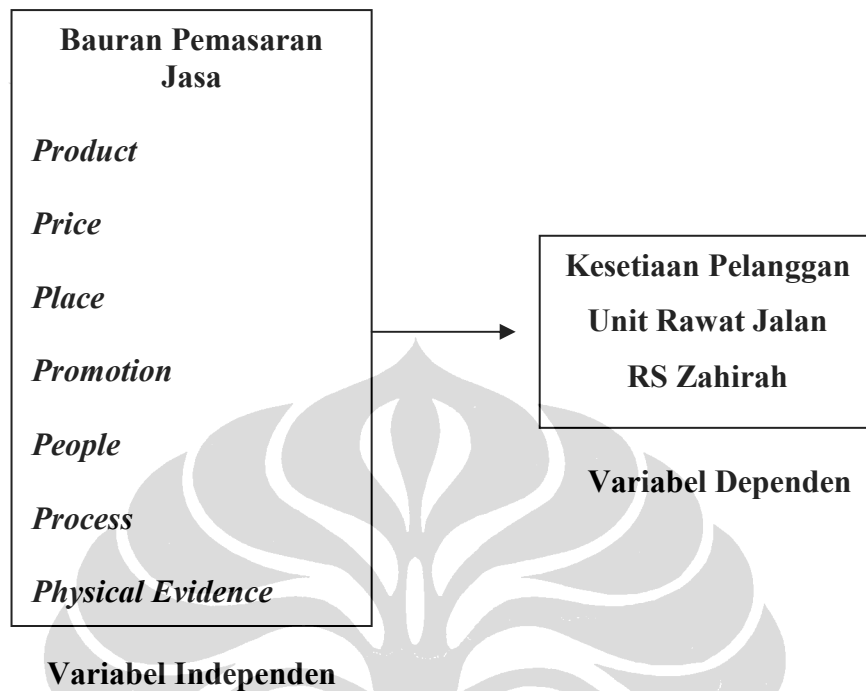 Bauran Pemasaran
Jasa
Product
Price
Place
Promotion
People
Process
Physical Evidence
Variabel Independen
Kesetiaan Pelanggan
Unit Rawat Jalan
RS Zahirah
Variabel Dependen